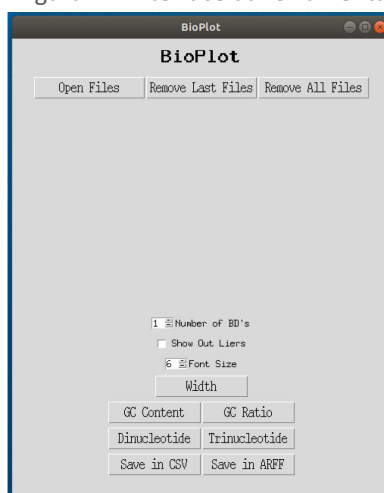 BioPlot
BioPlot
Open Files Remove Last Files Remove All Files
1 Number of BD's
Show Out Liers
6 Font Size
Width
GC Content GC Ratio
Dinucleotide Trinucleotide
Save in CSV Save in ARFF